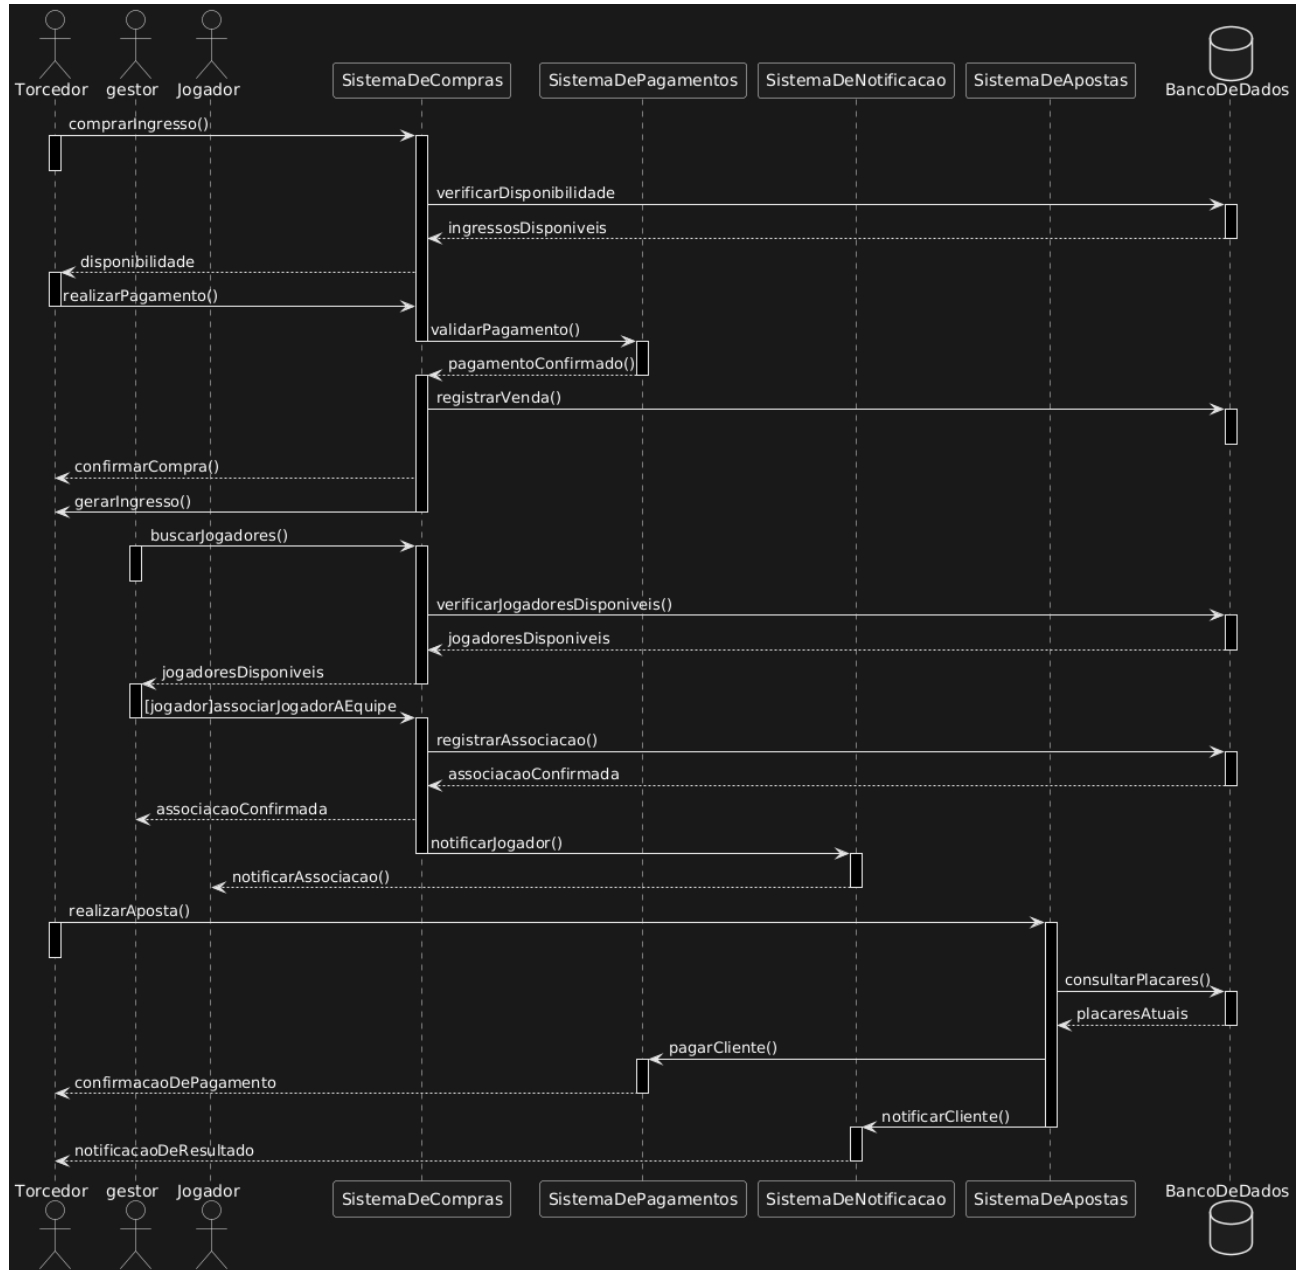 Torcedor gestor Jogador SistemaDeCompras SistemaDePagamentos SistemaDeNotificacao SistemaDeApostas BancoDeDados
comprarIngresso()
verificarDisponibilidade
ingressosDisponiveis
disponibilidade
realizarPagamento()
validarPagamento()
pagamentoConfirmado()
registrarVenda()
confirmarCompra()
gerarIngresso()
buscarJogadores()
verificarJogadoresDisponiveis()
jogadoresDisponiveis
jogadoresDisponiveis
[jogador]associarJogadorAEquipe
registrarAssociacao()
associacaoConfirmada
associacaoConfirmada
notificarJogador()
notificarAssociacao()
realizarAposta()
consultarPlacares()
placaresAtuais
pagarCliente()
confirmacaoDePagamento
notificarCliente()
notificacaoDeResultado
Torcedor gestor Jogador SistemaDeCompras SistemaDePagamentos SistemaDeNotificacao SistemaDeApostas BancoDeDados